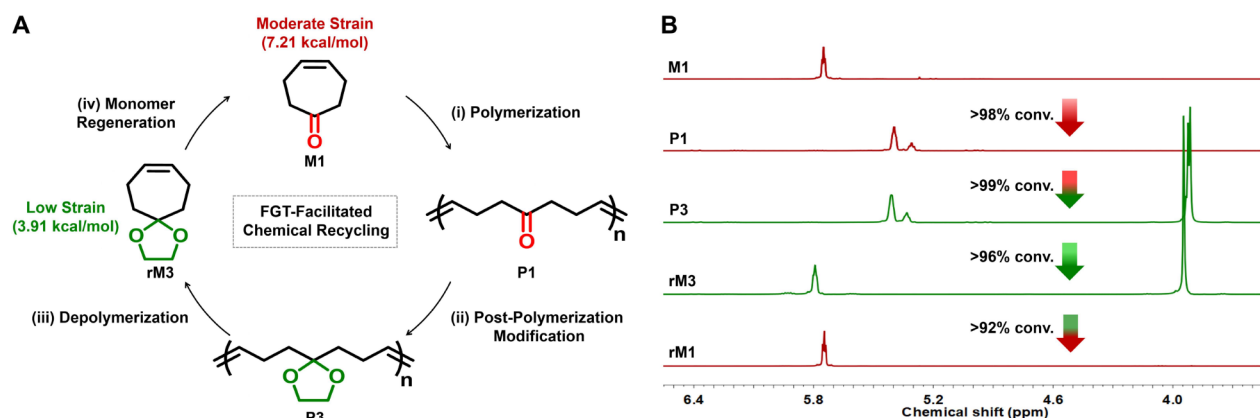 A
Moderate Strain
(7.21 kcal/mol)
(iv) Monomer
Regeneration
(i) Polymerization
O
M1
Low Strain
(3.91 kcal/mol)
O O
rM3
FGT-Facilitated
Chemical Recycling
n
O
P1
(iii) Depolymerization
(ii) Post-Polymerization
Modification
n
O O
P3
B
M1
>98% conv.
P1
>99% conv.
P3
>96% conv.
rM3
>92% conv.
rM1
6.4 5.8 5.2 4.6 4.0
Chemical shift (ppm)